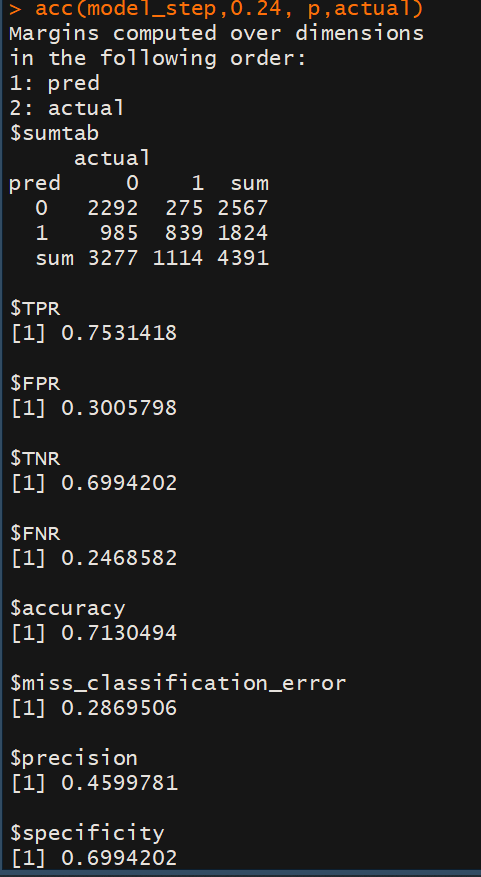 > acc(model_step,0.24, p,actual)
Margins computed over dimensions
in the following order:
1: pred
2: actual
$sumtab
     actual
pred     0    1  sum
  0   2292  275 2567
  1    985  839 1824
  sum 3277 1114 4391
$TPR
[1] 0.7531418
$FPR
[1] 0.3005798
$TNR
[1] 0.6994202
$FNR
[1] 0.2468582
$accuracy
[1] 0.7130494
$miss_classification_error
[1] 0.2869506
$precision
[1] 0.4599781
$specificity
[1] 0.6994202